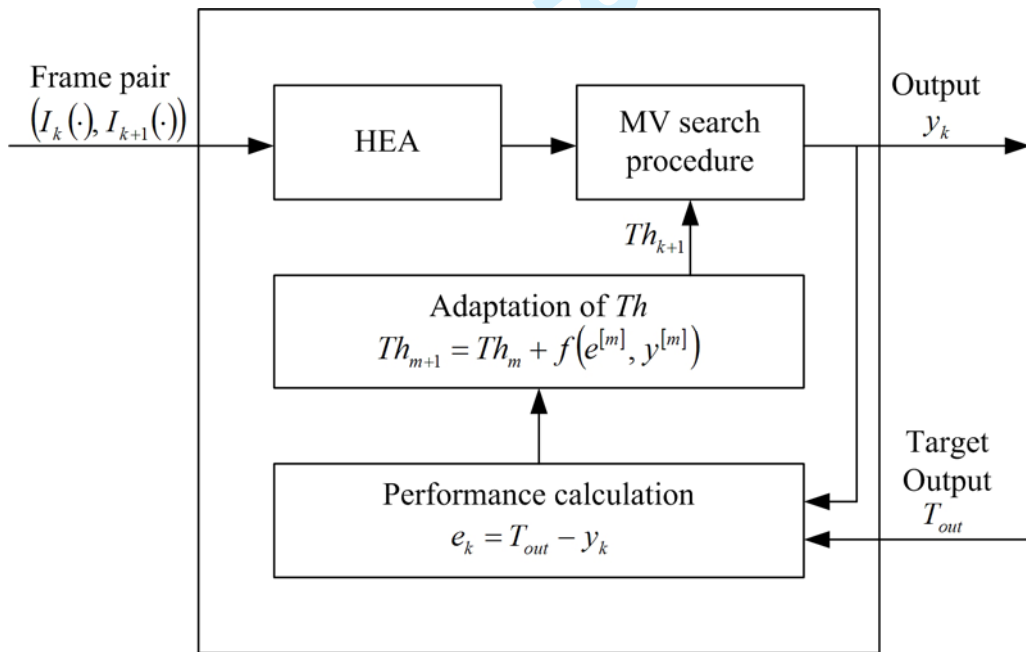 Frame pair
(I_k(·), I_{k+1}(·))
HEA
MV search
procedure
Output
y_k
Th_{k+1}
Adaptation of Th
Th_{m+1} = Th_m + f(e^{[m]}, y^{[m]})
Performance calculation
e_k = T_{out} − y_k
Target
Output
T_{out}